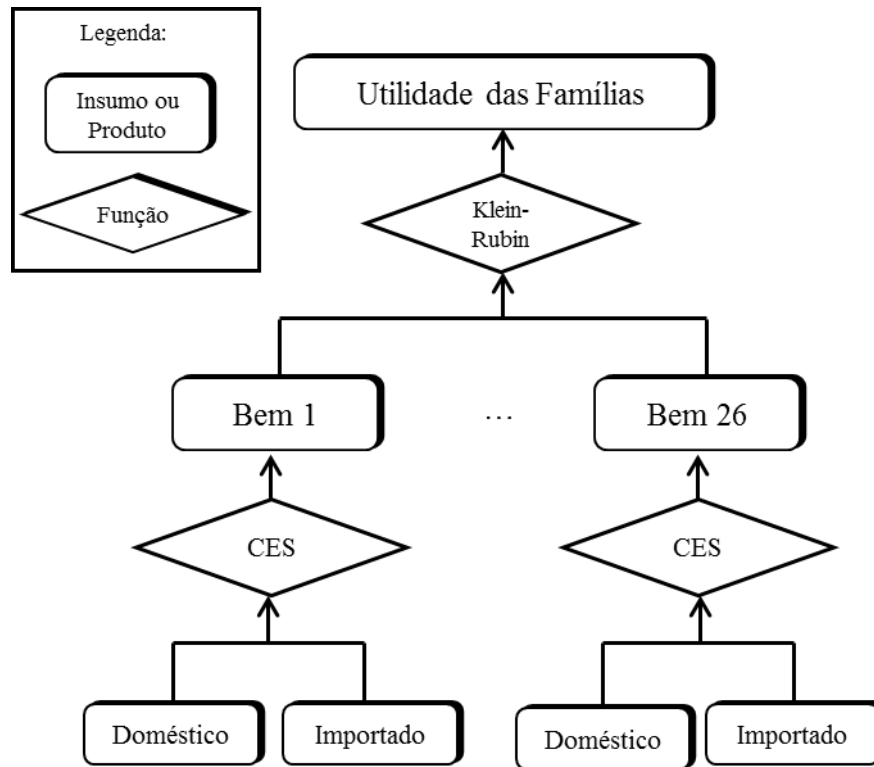 Legenda:
Insumo ou
Produto
Função
Utilidade das Famílias
Klein-
Rubin
Bem 1
...
Bem 26
CES
CES
Doméstico
Importado
Doméstico
Importado